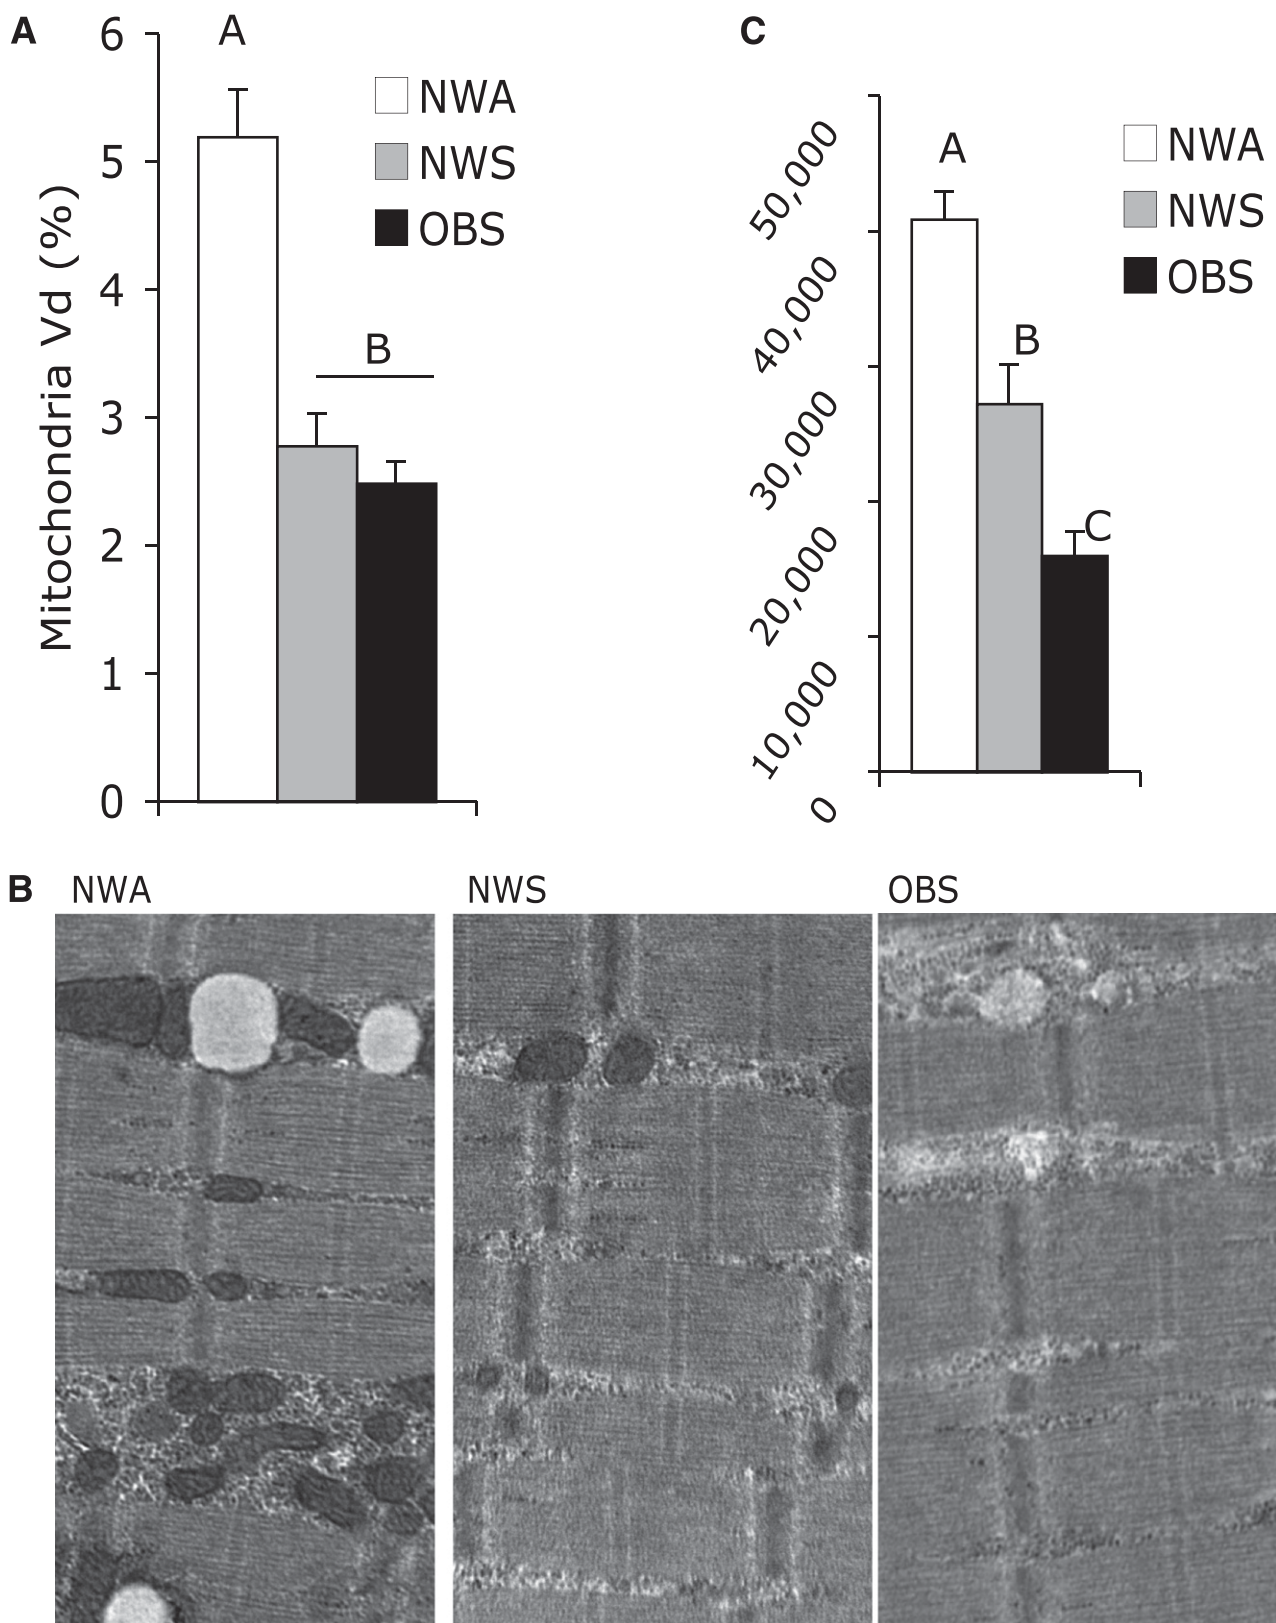 A
6
5
4
3
2
1
0
Mitochondria Vd (%)
A
B
NWA
NWS
OBS
C
50,000
40,000
30,000
20,000
10,000
0
A
B
C
NWA
NWS
OBS
B
NWA
NWS
OBS